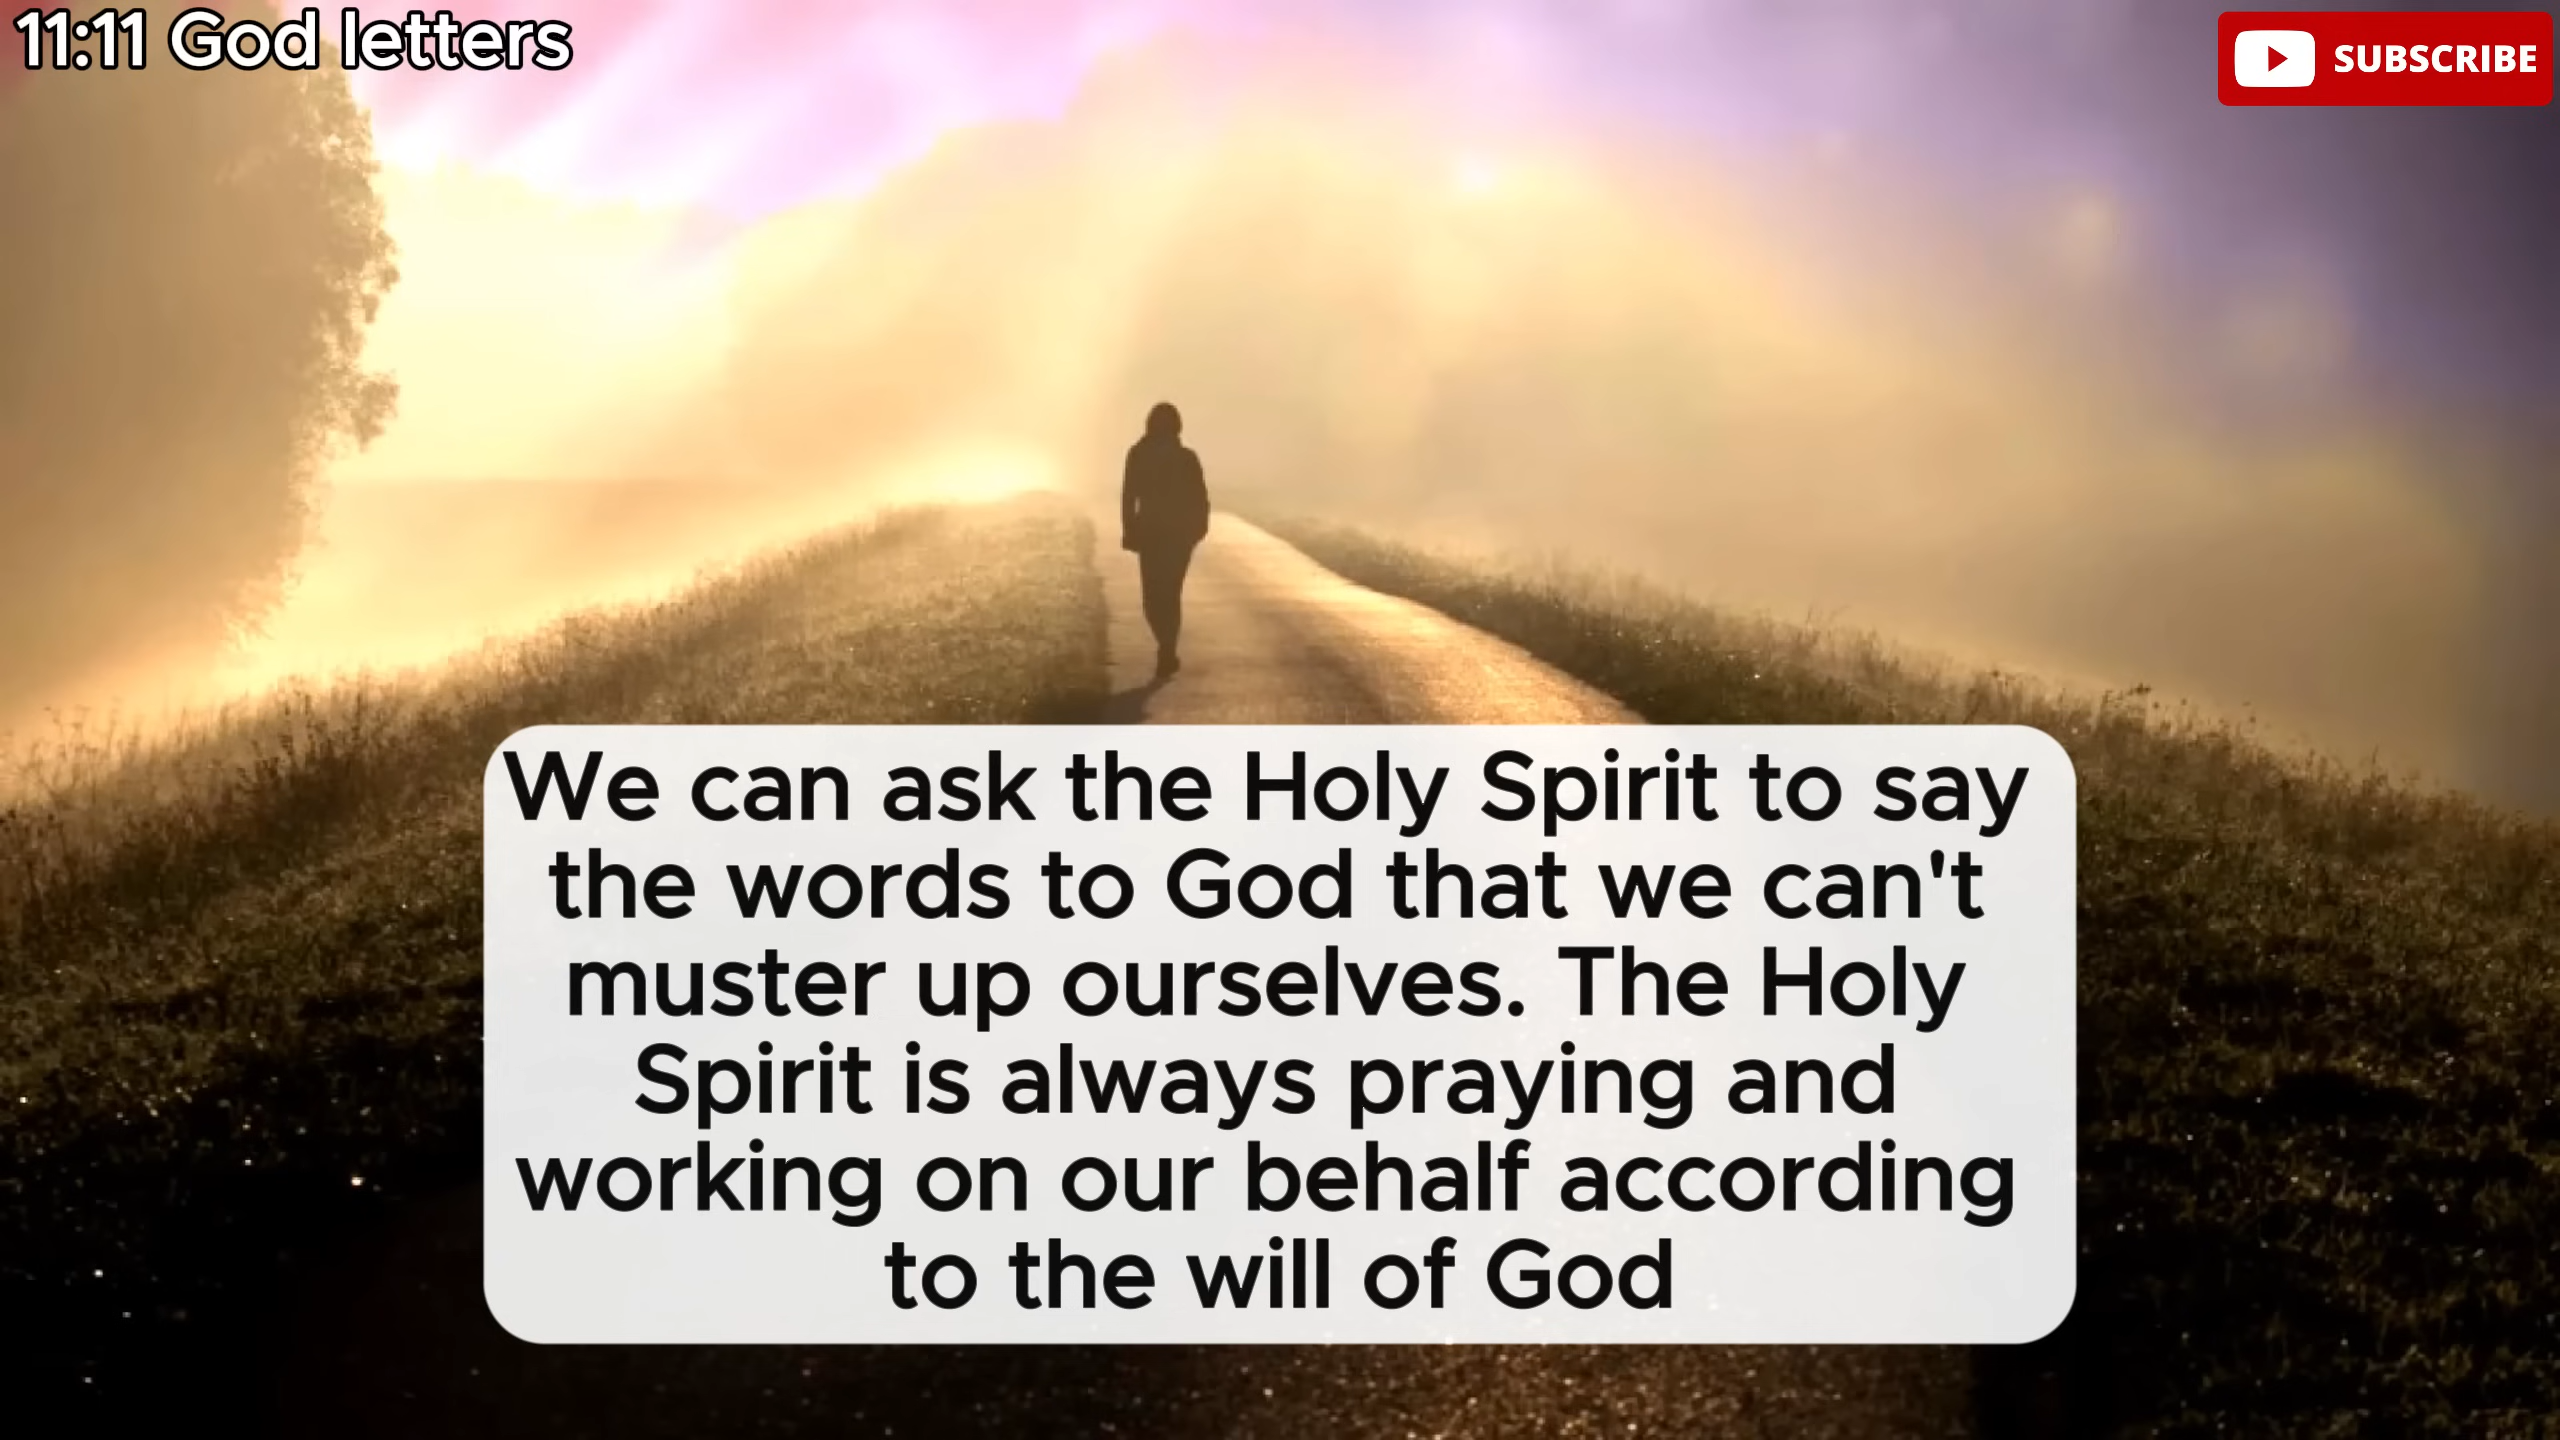 11:11 God letters
SUBSCRIBE
We can ask the Holy Spirit to say
the words to God that we can't
muster up ourselves. The Holy
Spirit is always praying and
working on our behalf according
to the will of God